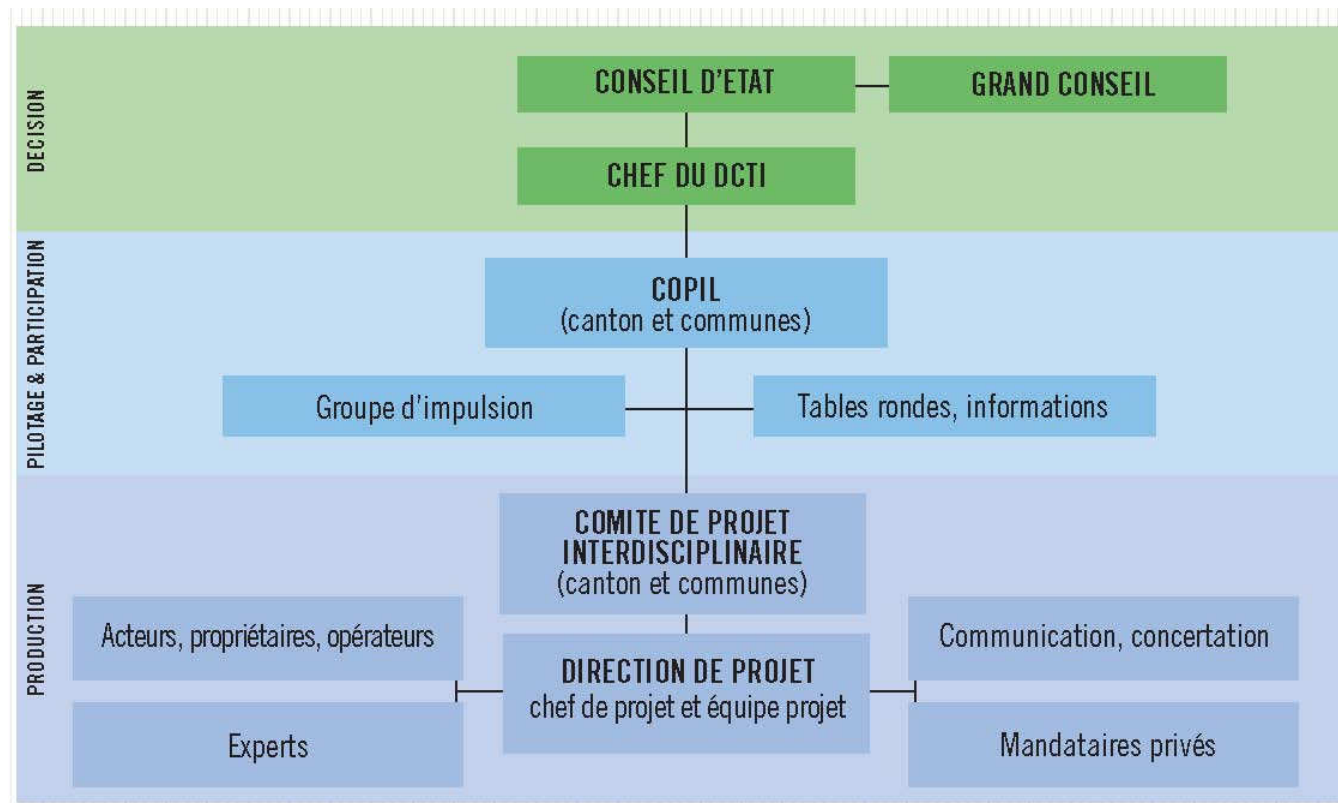 DECISION
CONSEIL D'ETAT
GRAND CONSEIL
CHEF DU DCTI
PILOTAGE & PARTICIPATION
COPIL
(canton et communes)
Groupe d'impulsion
Tables rondes, informations
PRODUCTION
COMITE DE PROJET
INTERDISCIPLINAIRE
(canton et communes)
Acteurs, propriétaires, opérateurs
Communication, concertation
DIRECTION DE PROJET
chef de projet et équipe projet
Experts
Mandataires privés